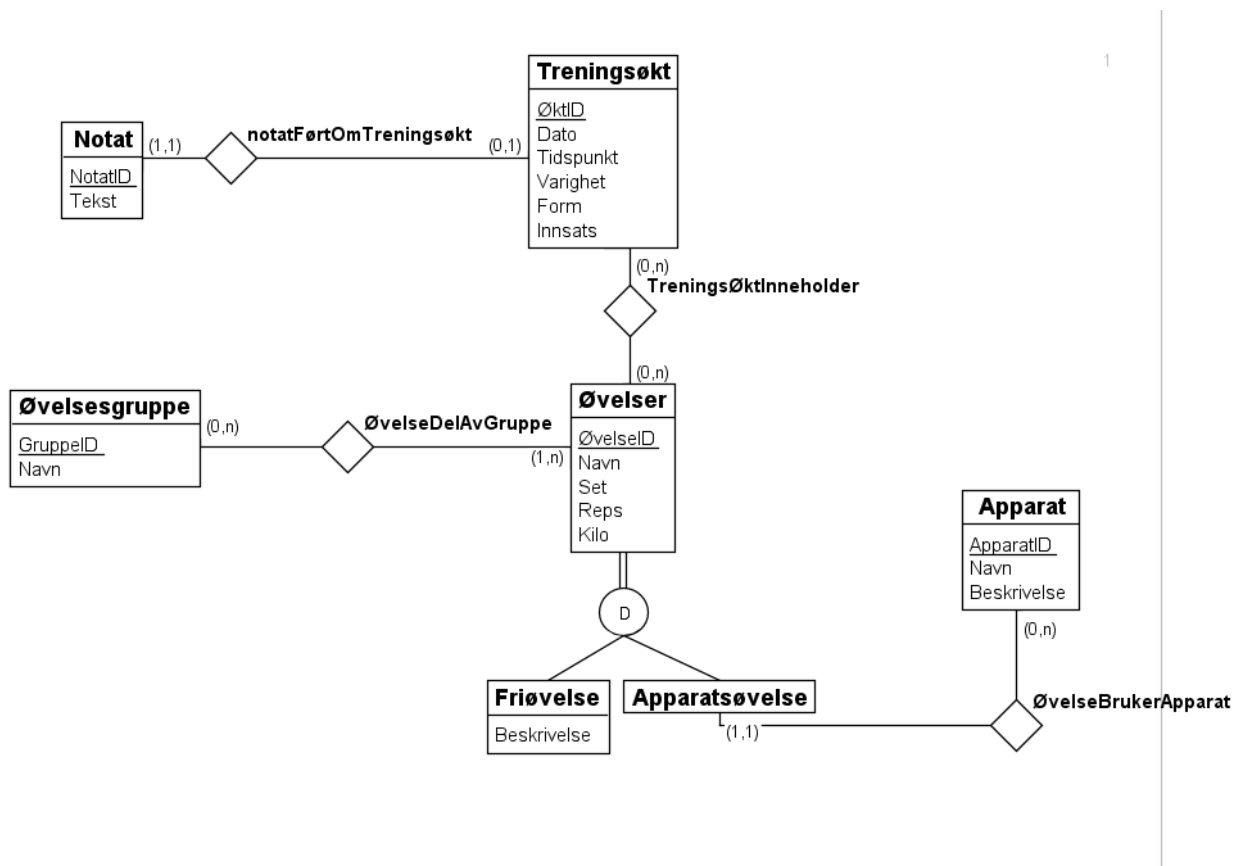 1
Treningsøkt
ØktID
Dato
Tidspunkt
Varighet
Form
Innsats
Notat
NotatID
Tekst
(1,1)
notatFørtOmTreningsøkt
(0,1)
(0,n)
TreningsØktInneholder
(0,n)
Øvelsesgruppe
GruppeID
Navn
(0,n)
ØvelseDelAvGruppe
(1,n)
Øvelser
ØvelseID
Navn
Set
Reps
Kilo
D
Friøvelse
Beskrivelse
Apparatsøvelse
(1,1)
Apparat
ApparatID
Navn
Beskrivelse
(0,n)
ØvelseBrukerApparat